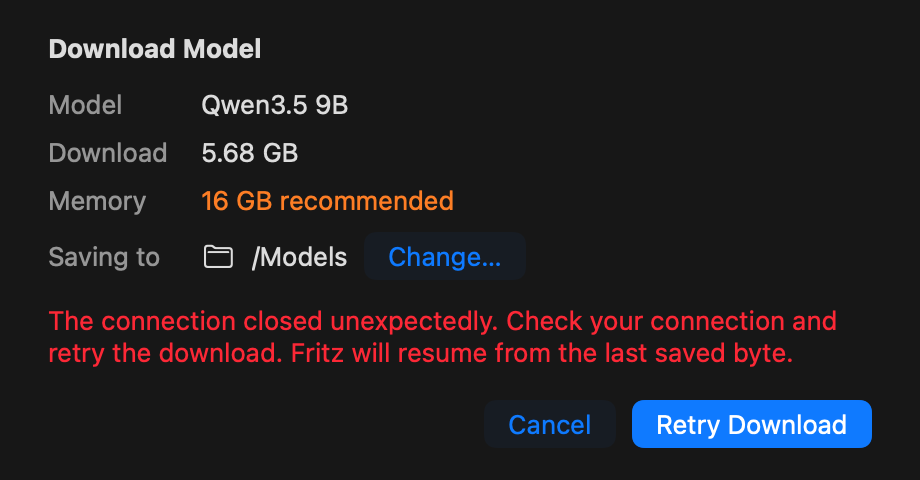 Download Model
Model Qwen3.5 9B
Download 5.68 GB
Memory 16 GB recommended
Saving to /Models Change...
The connection closed unexpectedly. Check your connection and
retry the download. Fritz will resume from the last saved byte.
Cancel Retry Download